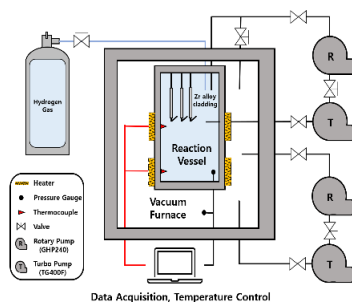 Hydrogen
Gas
Zr alloy
cladding
Reaction
Vessel
Vacuum
Furnace
R
T
R
T
Heater
Pressure Gauge
Thermocouple
Valve
R
Rotary Pump
(GHP240)
T
Turbo Pump
(TG400F)
Data Acquisition, Temperature Control